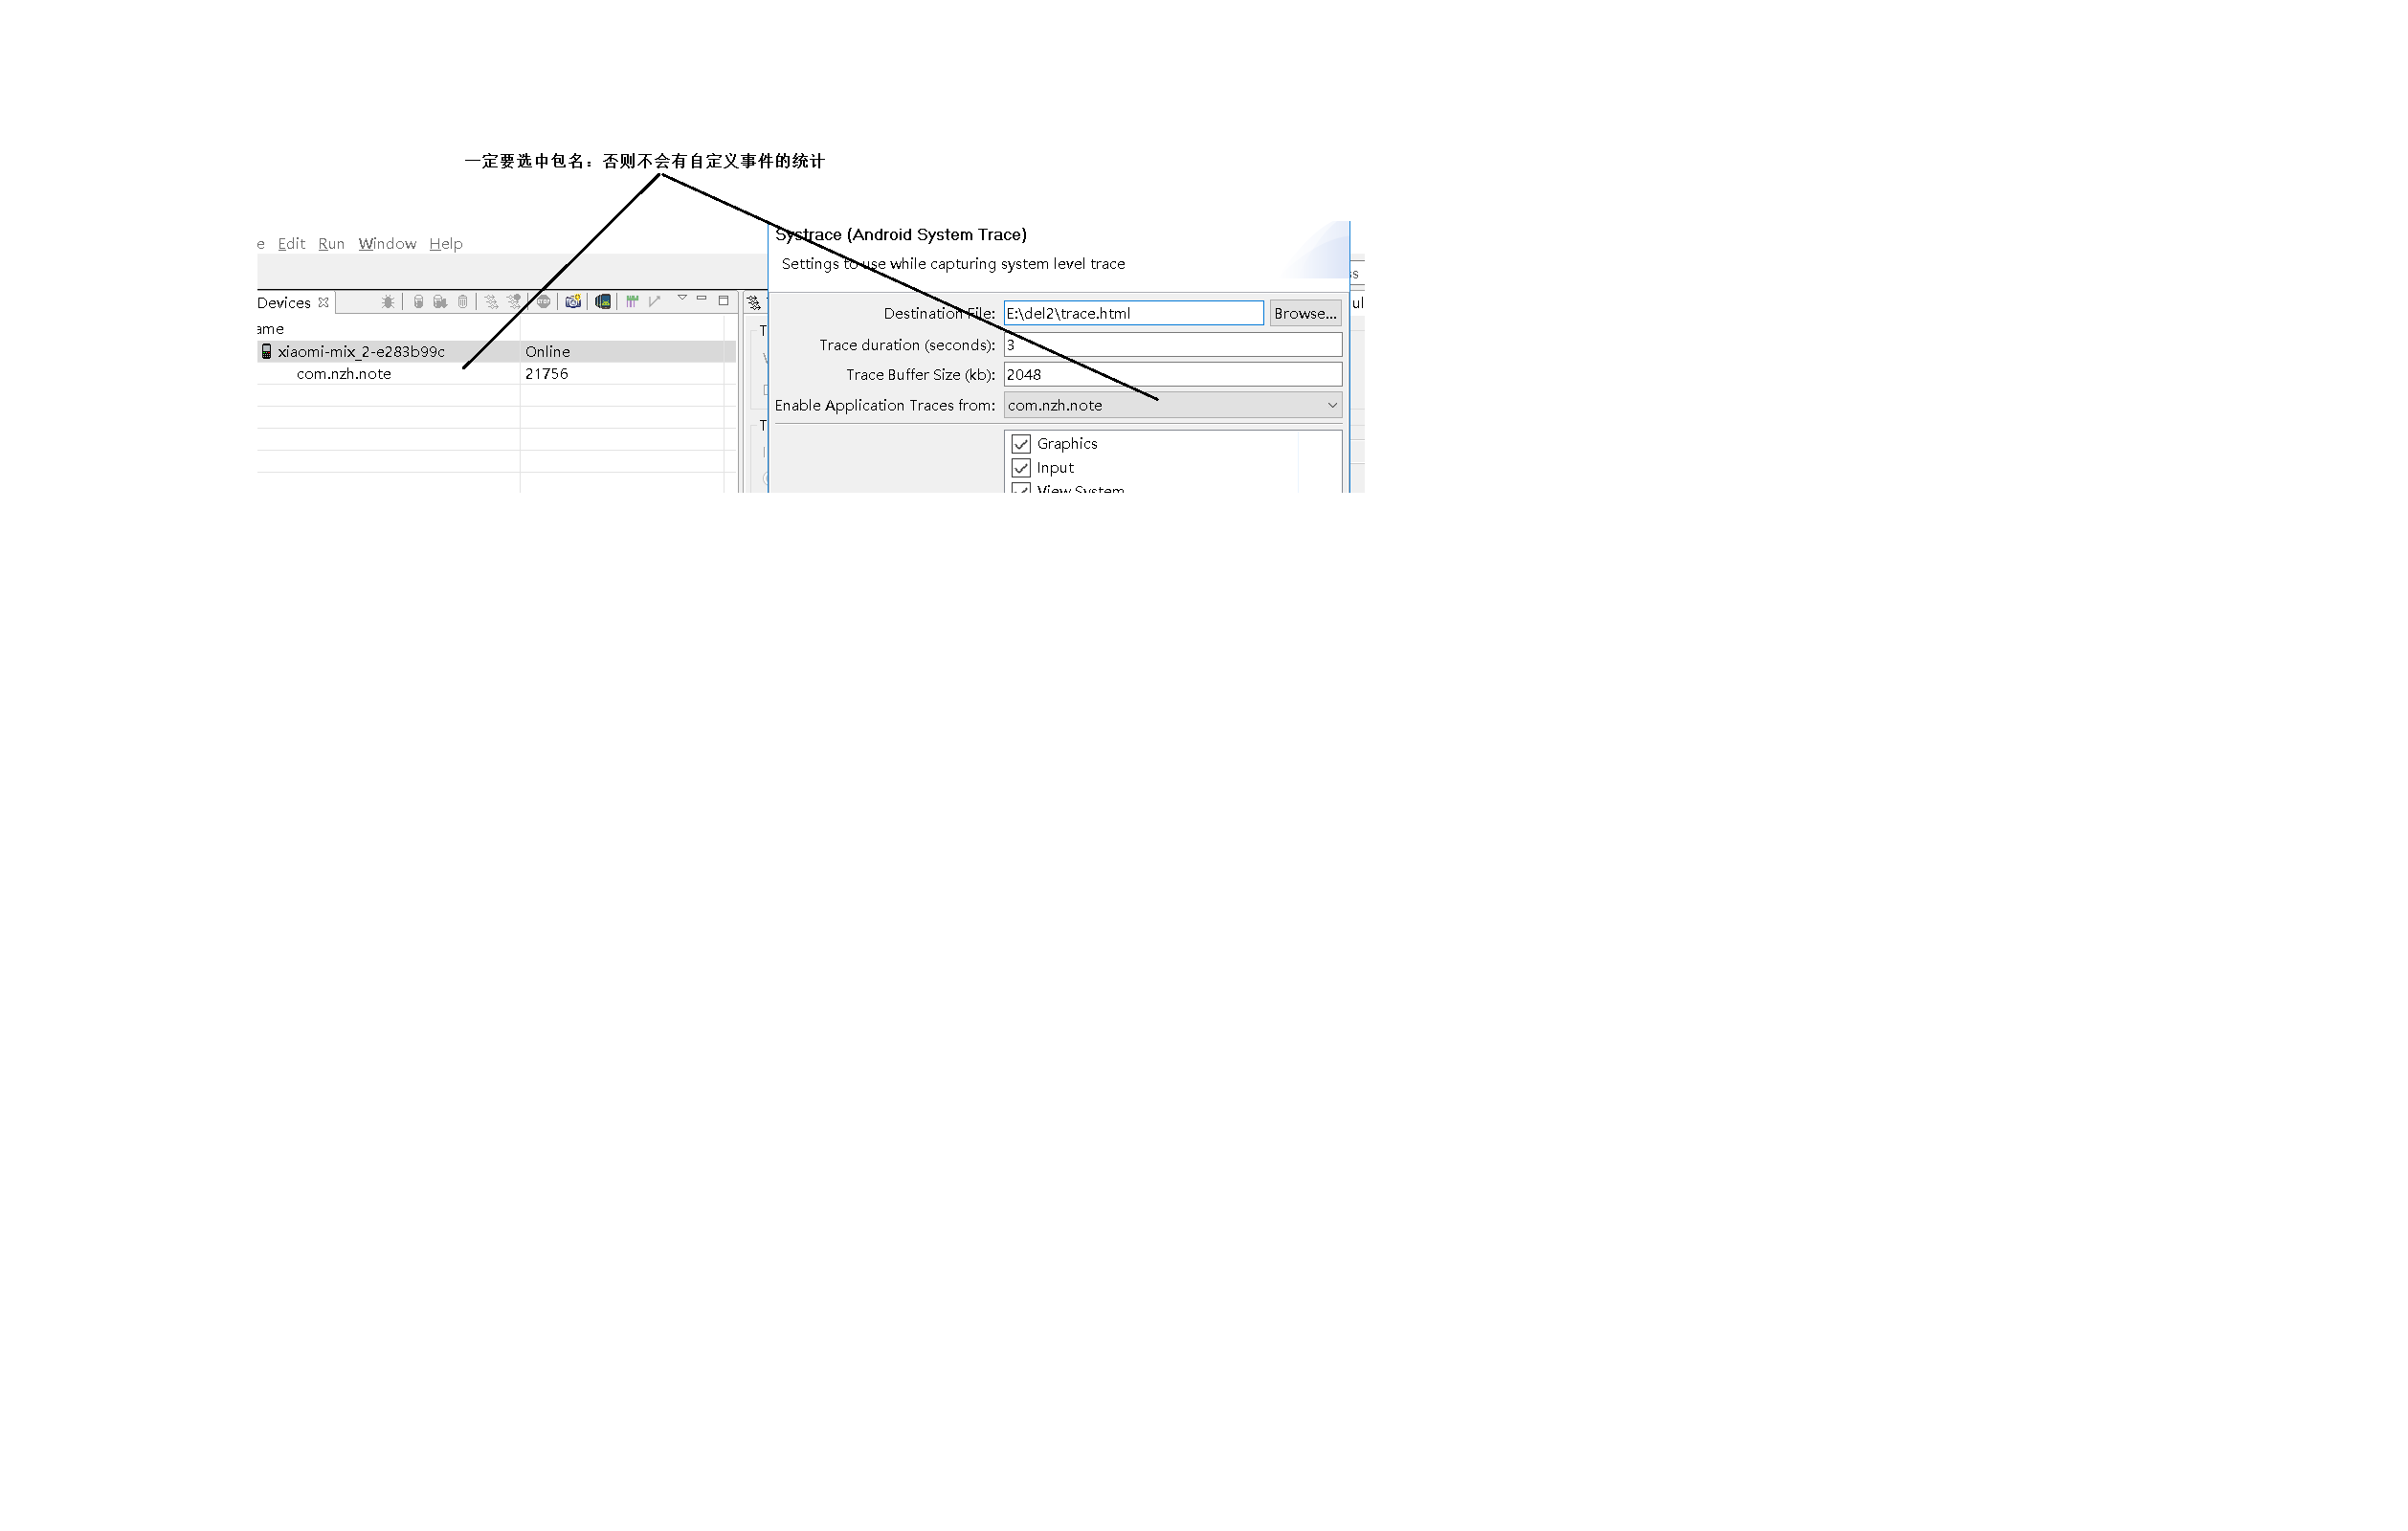 一定要选中包名：否则不会有自定义事件的统计
e Edit Run Window Help
Devices
ame
xiaomi-mix_2-e283b99c Online
com.nzh.note 21756
Systrace (Android System Trace)
Settings to use while capturing system level trace
Destination File: E:\del2\trace.html Browse...
Trace duration (seconds): 3
Trace Buffer Size (kb): 2048
Enable Application Traces from: com.nzh.note
Graphics
Input
View System
T
T
s
ul